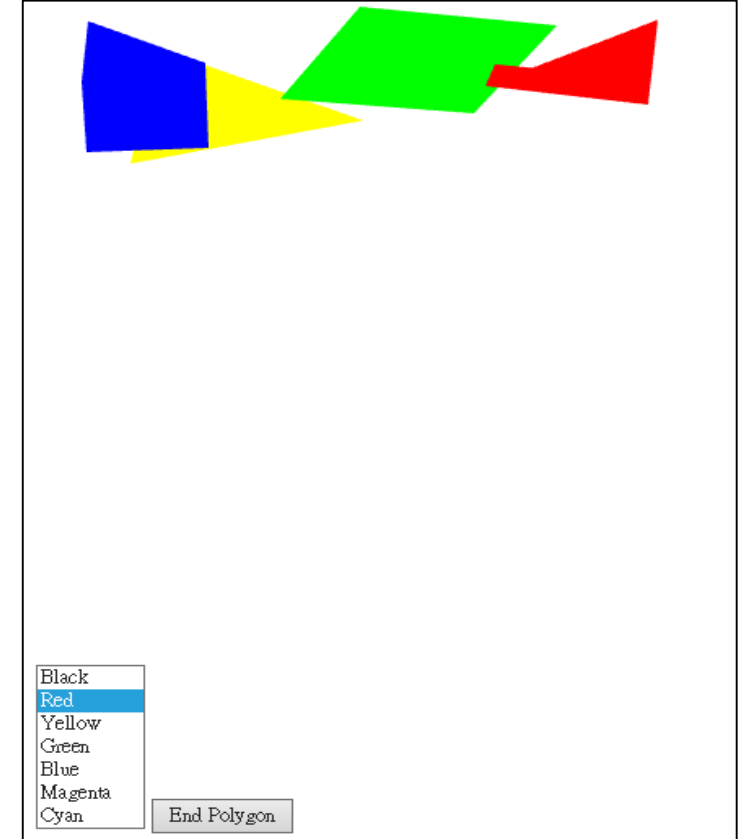 Black
Red
Yellow
Green
Blue
Magenta
Cyan
End Polygon